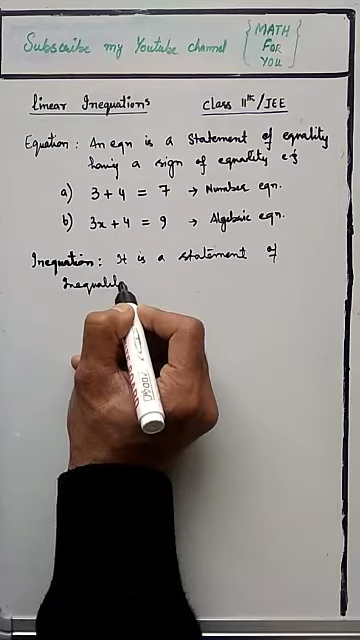 Subscribe my Youtube channel {MATH FOR YOU}
Linear Inequations Class 11th/JEE
Equation: An eqn is a statement of equality
having a sign of equality e.g
a) 3+4 = 7 → Number eqn.
b) 3x+4 = 9 → Algebraic eqn.
Inequation: It is a statement of
Inequali